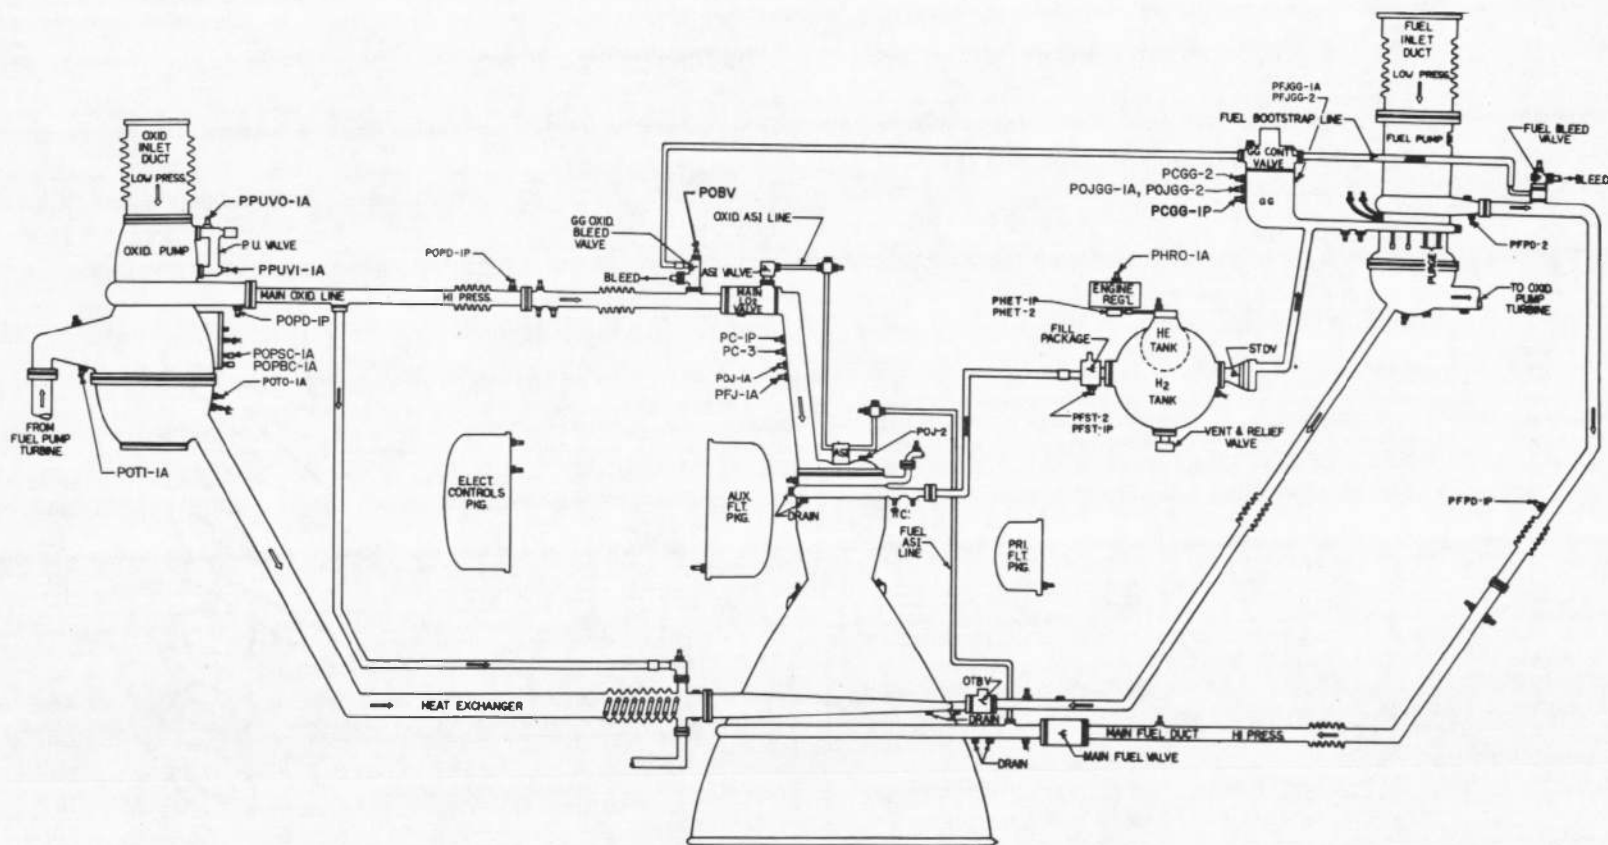 OXID
INLET
DUCT
LOW PRESS.
PPUVO-1A
OXID. PUMP
P.U. VALVE
PPUVI-1A
MAIN OXID LINE
HI PRESS.
POPD-1P
POPD-1P
POPSC-1A
POPBC-1A
POTO-1A
FROM
FUEL PUMP
TURBINE
POTI-1A
GG OXID
BLEED
VALVE
POBV
OXID ASI LINE
BLEED
ASI VALVE
MAIN
LO2
VALVE
PC-1P
PC-3
POJ-1A
PFJ-1A
ASI
POJ-2
ELECT
CONTROLS
PKG.
AUX.
FLT.
PKG.
DRAIN
FUEL
ASI
LINE
PRI.
FLT.
PKG.
HEAT EXCHANGER
OTBV
DRAIN
MAIN FUEL DUCT
HI PRESS.
DRAIN
MAIN FUEL VALVE
FUEL
INLET
DUCT
LOW PRESS.
PFJGG-1A
PFJGG-2
FUEL BOOTSTRAP LINE
FUEL PUMP
FUEL BLEED
VALVE
BLEED
GG CONT'L
VALVE
PCGG-2
POJGG-1A, POJGG-2
PCGG-1P
GG
PFPD-2
PURGE
TO OXID
PUMP
TURBINE
PHRO-1A
ENGINE
REG'L
PHET-1P
PHET-2
FILL
PACKAGE
HE
TANK
STDV
H2
TANK
PFST-2
PFST-1P
VENT & RELIEF
VALVE
PFPD-1P